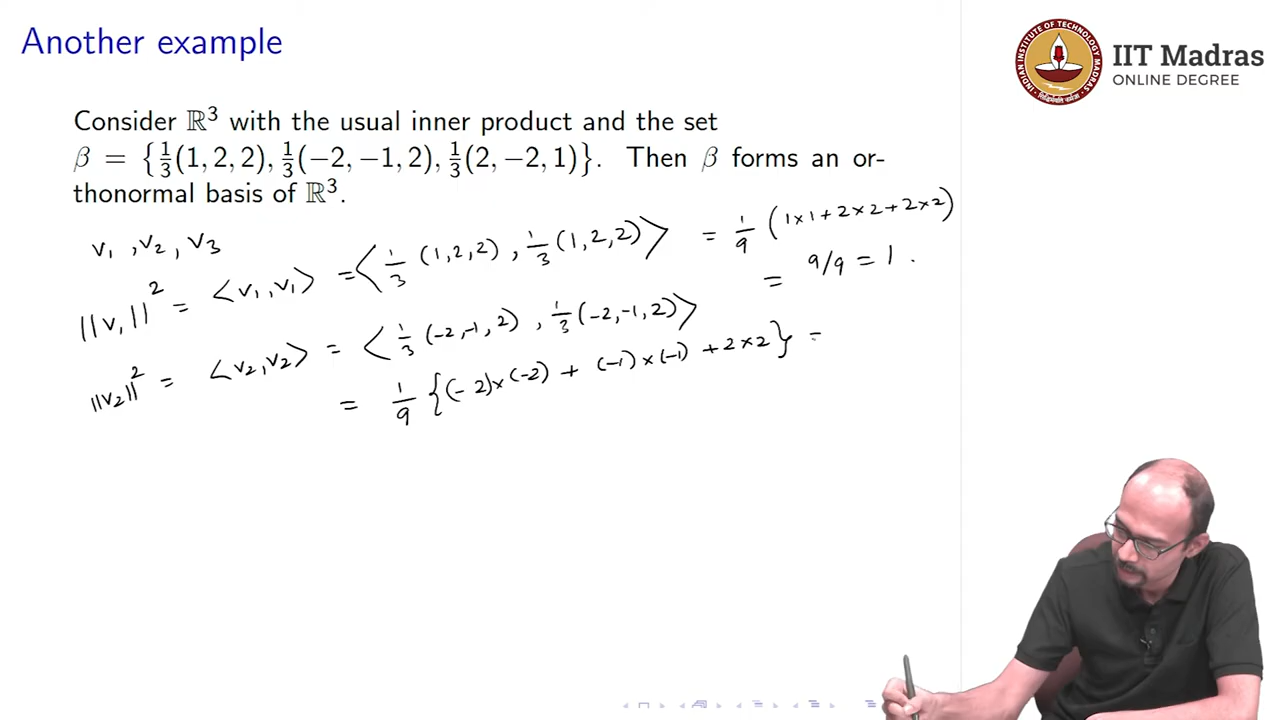 Another example
IIT Madras
ONLINE DEGREE
Consider ℝ³ with the usual inner product and the set
β = {1/3(1, 2, 2), 1/3(−2, −1, 2), 1/3(2, −2, 1)}. Then β forms an or-
thonormal basis of ℝ³.
v₁, v₂, v₃
||v₁||² = ⟨v₁, v₁⟩ = ⟨1/3 (1, 2, 2), 1/3 (1, 2, 2)⟩ = 1/9 (1×1 + 2×2 + 2×2)
= 9/9 = 1.
||v₂||² = ⟨v₂, v₂⟩ = ⟨1/3 (−2, −1, 2), 1/3 (−2, −1, 2)⟩
= 1/9 {(−2)×(−2) + (−1)×(−1) + 2×2} =